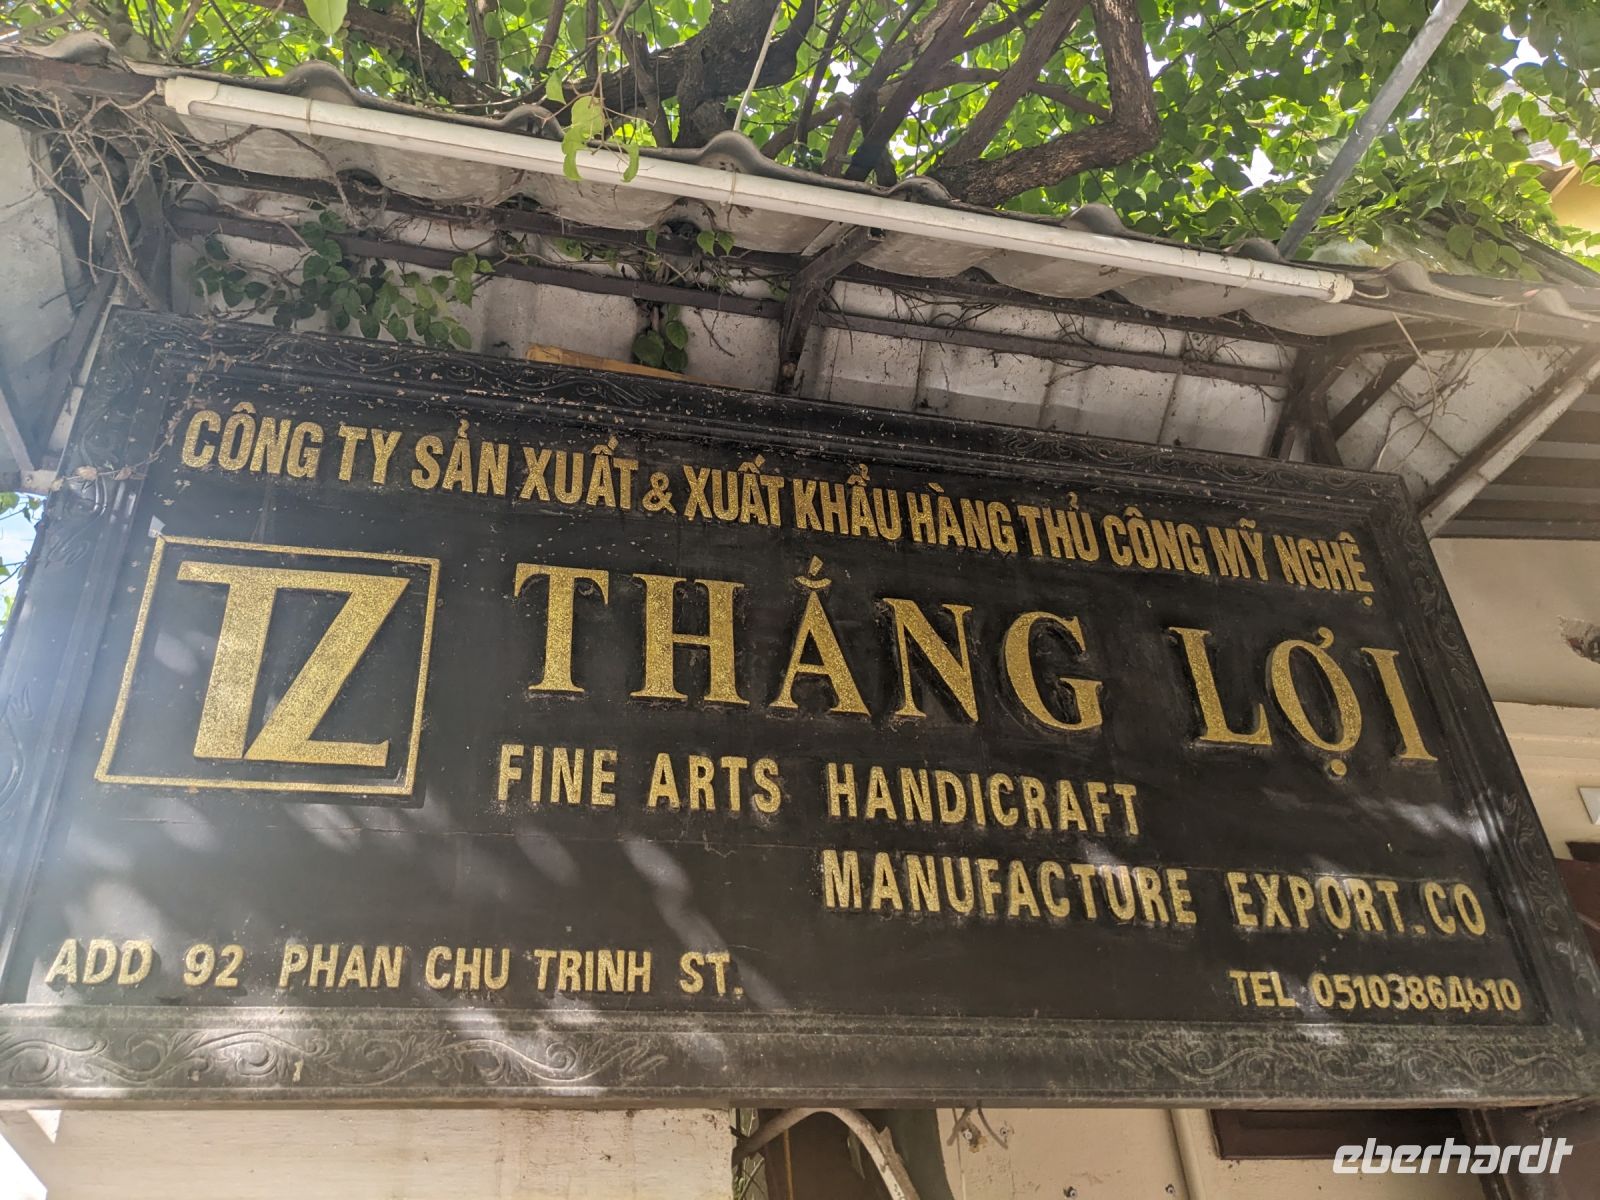 CÔNG TY SẢN XUẤT & XUẤT KHẨU HÀNG THỦ CÔNG MỸ NGHỆ
TZ
THẮNG LỢI
FINE ARTS HANDICRAFT
MANUFACTURE EXPORT.CO
ADD 92 PHAN CHU TRINH ST.
TEL 05103864610
eberhardt